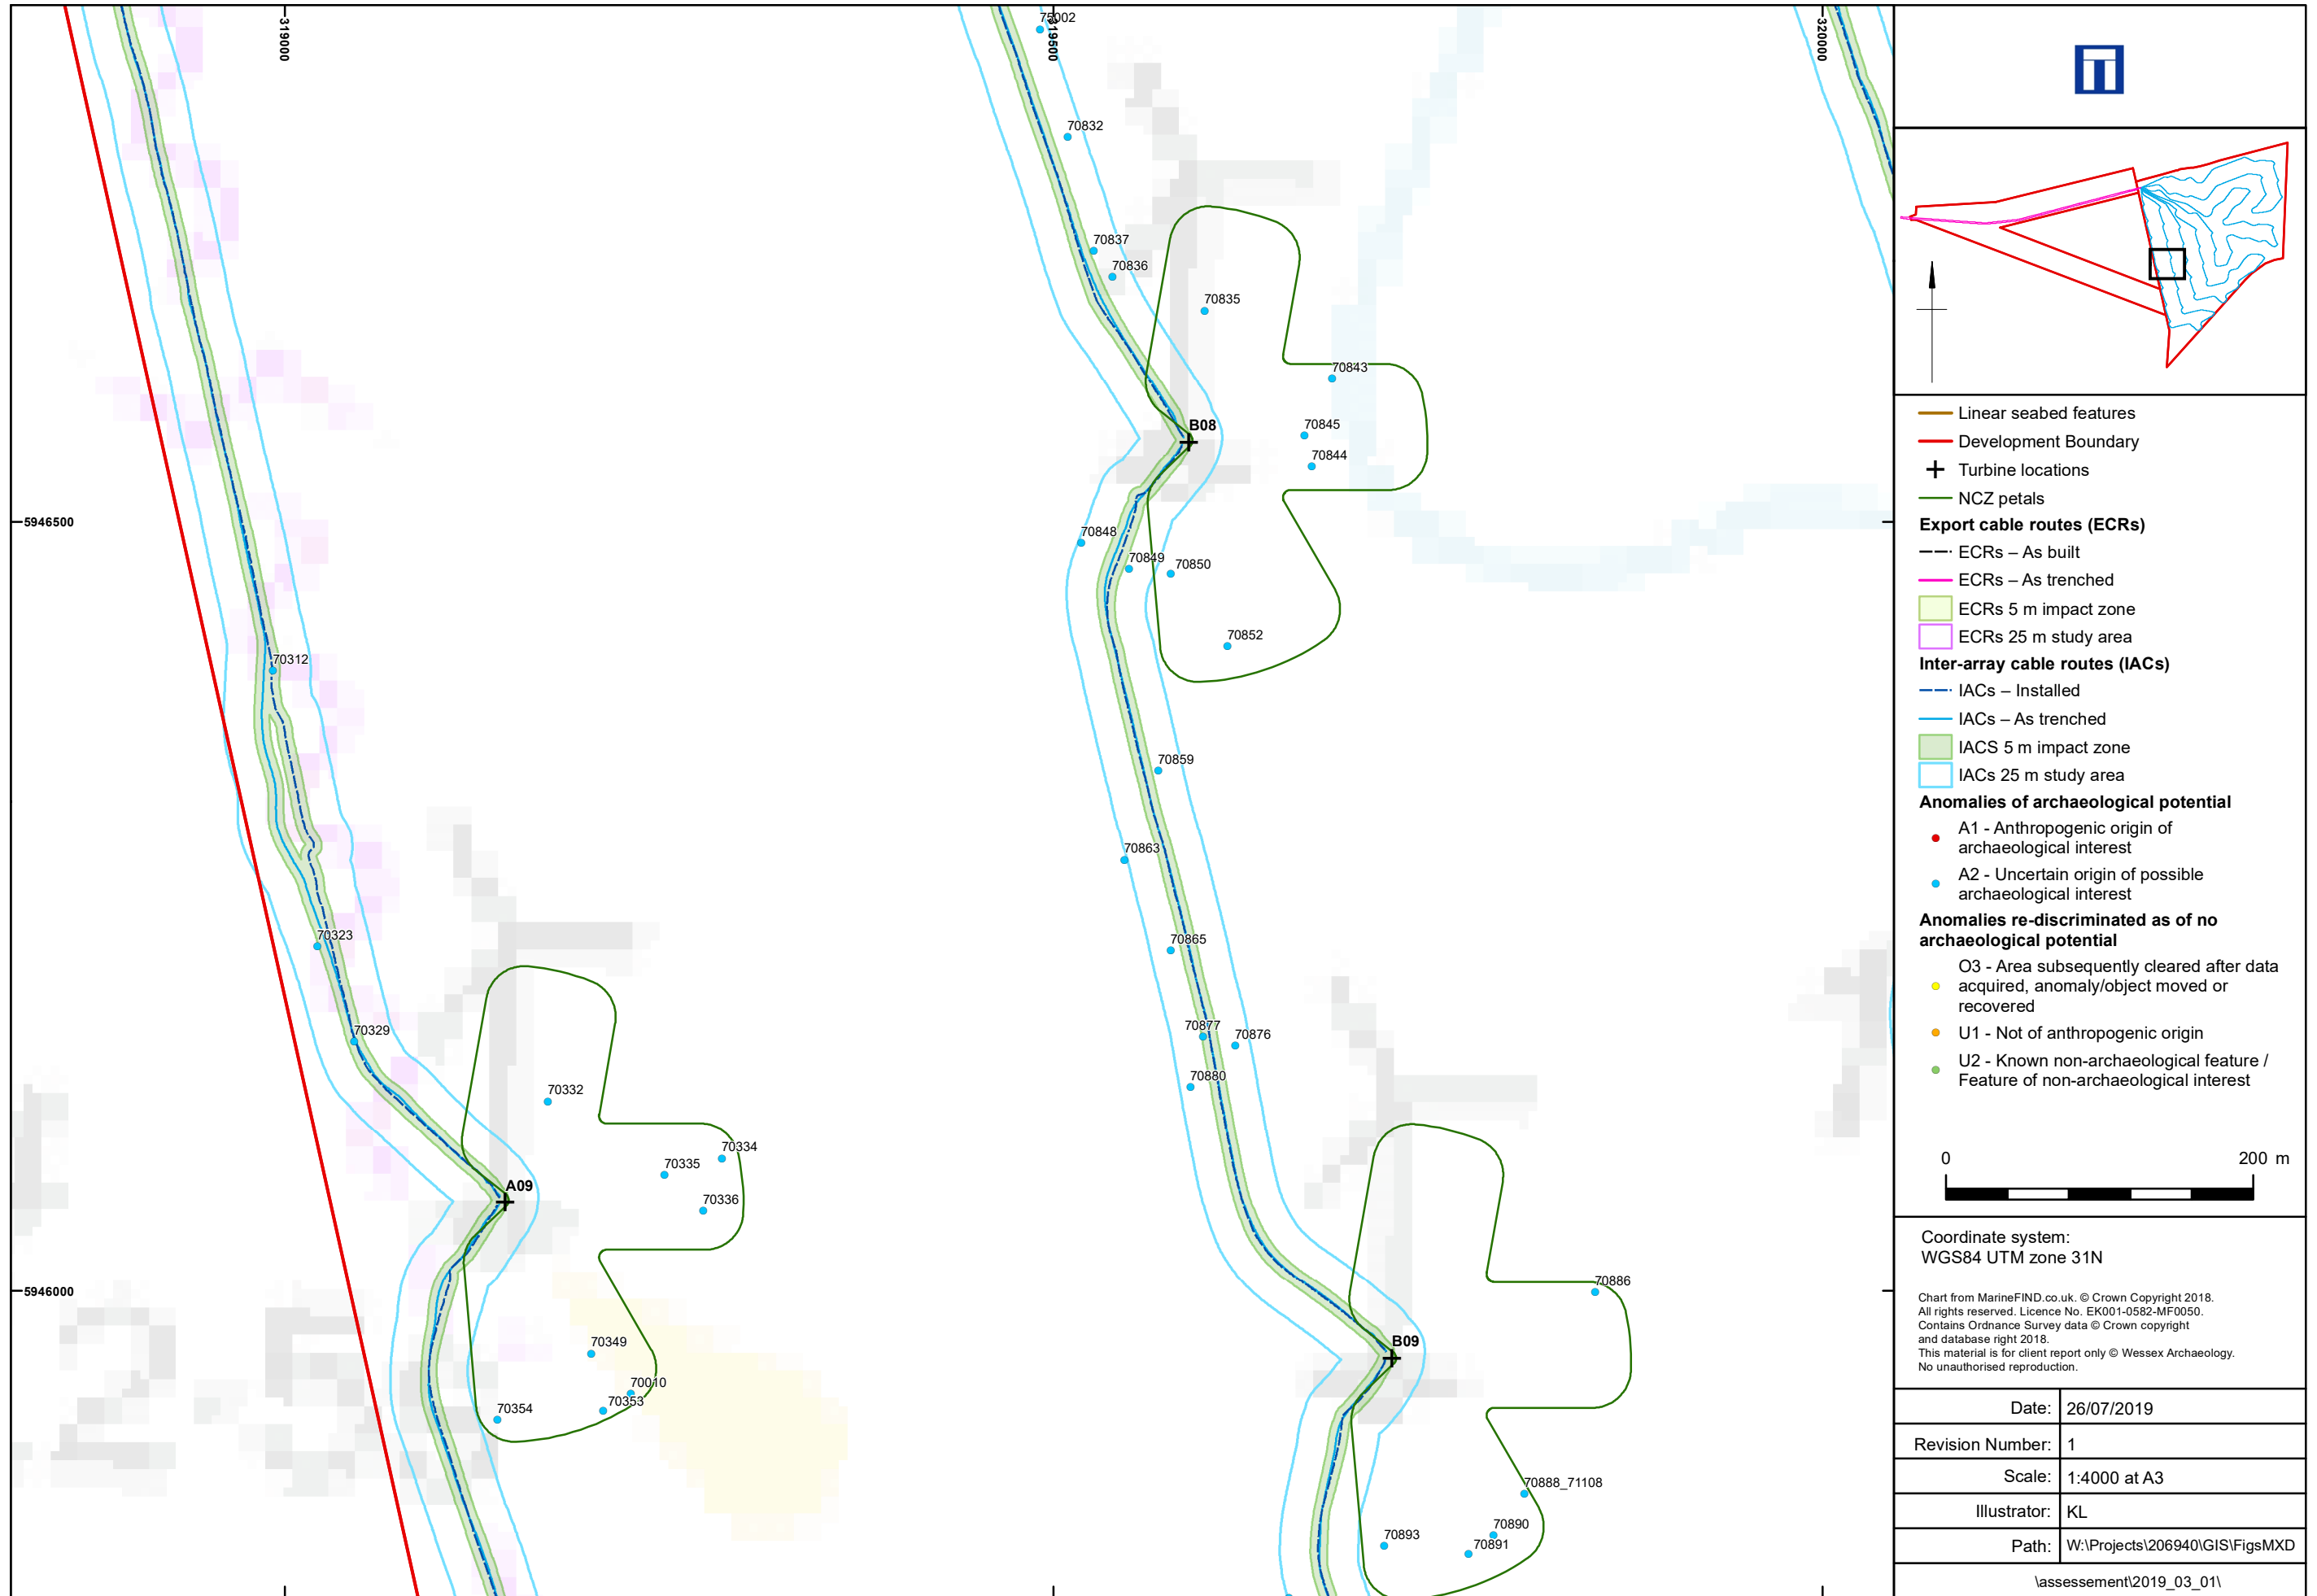 319000
319500
320000
75002
70832
70837
70836
70835
70843
B08
70845
70844
5946500
70848
70849
70850
70852
70312
70859
70863
70323
70865
70329
70877
70876
70880
70332
70334
70335
A09
70336
5946000
70886
B09
70349
70010
70353
70354
70888_71108
70890
70893
70891
Linear seabed features
Development Boundary
Turbine locations
NCZ petals
Export cable routes (ECRs)
ECRs – As built
ECRs – As trenched
ECRs 5 m impact zone
ECRs 25 m study area
Inter-array cable routes (IACs)
IACs – Installed
IACs – As trenched
IACS 5 m impact zone
IACs 25 m study area
Anomalies of archaeological potential
A1 - Anthropogenic origin of
archaeological interest
A2 - Uncertain origin of possible
archaeological interest
Anomalies re-discriminated as of no
archaeological potential
O3 - Area subsequently cleared after data
acquired, anomaly/object moved or
recovered
U1 - Not of anthropogenic origin
U2 - Known non-archaeological feature /
Feature of non-archaeological interest
0 200 m
Coordinate system:
WGS84 UTM zone 31N
Chart from MarineFIND.co.uk. © Crown Copyright 2018.
All rights reserved. Licence No. EK001-0582-MF0050.
Contains Ordnance Survey data © Crown copyright
and database right 2018.
This material is for client report only © Wessex Archaeology.
No unauthorised reproduction.
Date: 26/07/2019
Revision Number: 1
Scale: 1:4000 at A3
Illustrator: KL
Path: W:\Projects\206940\GIS\FigsMXD
\assessement\2019_03_01\